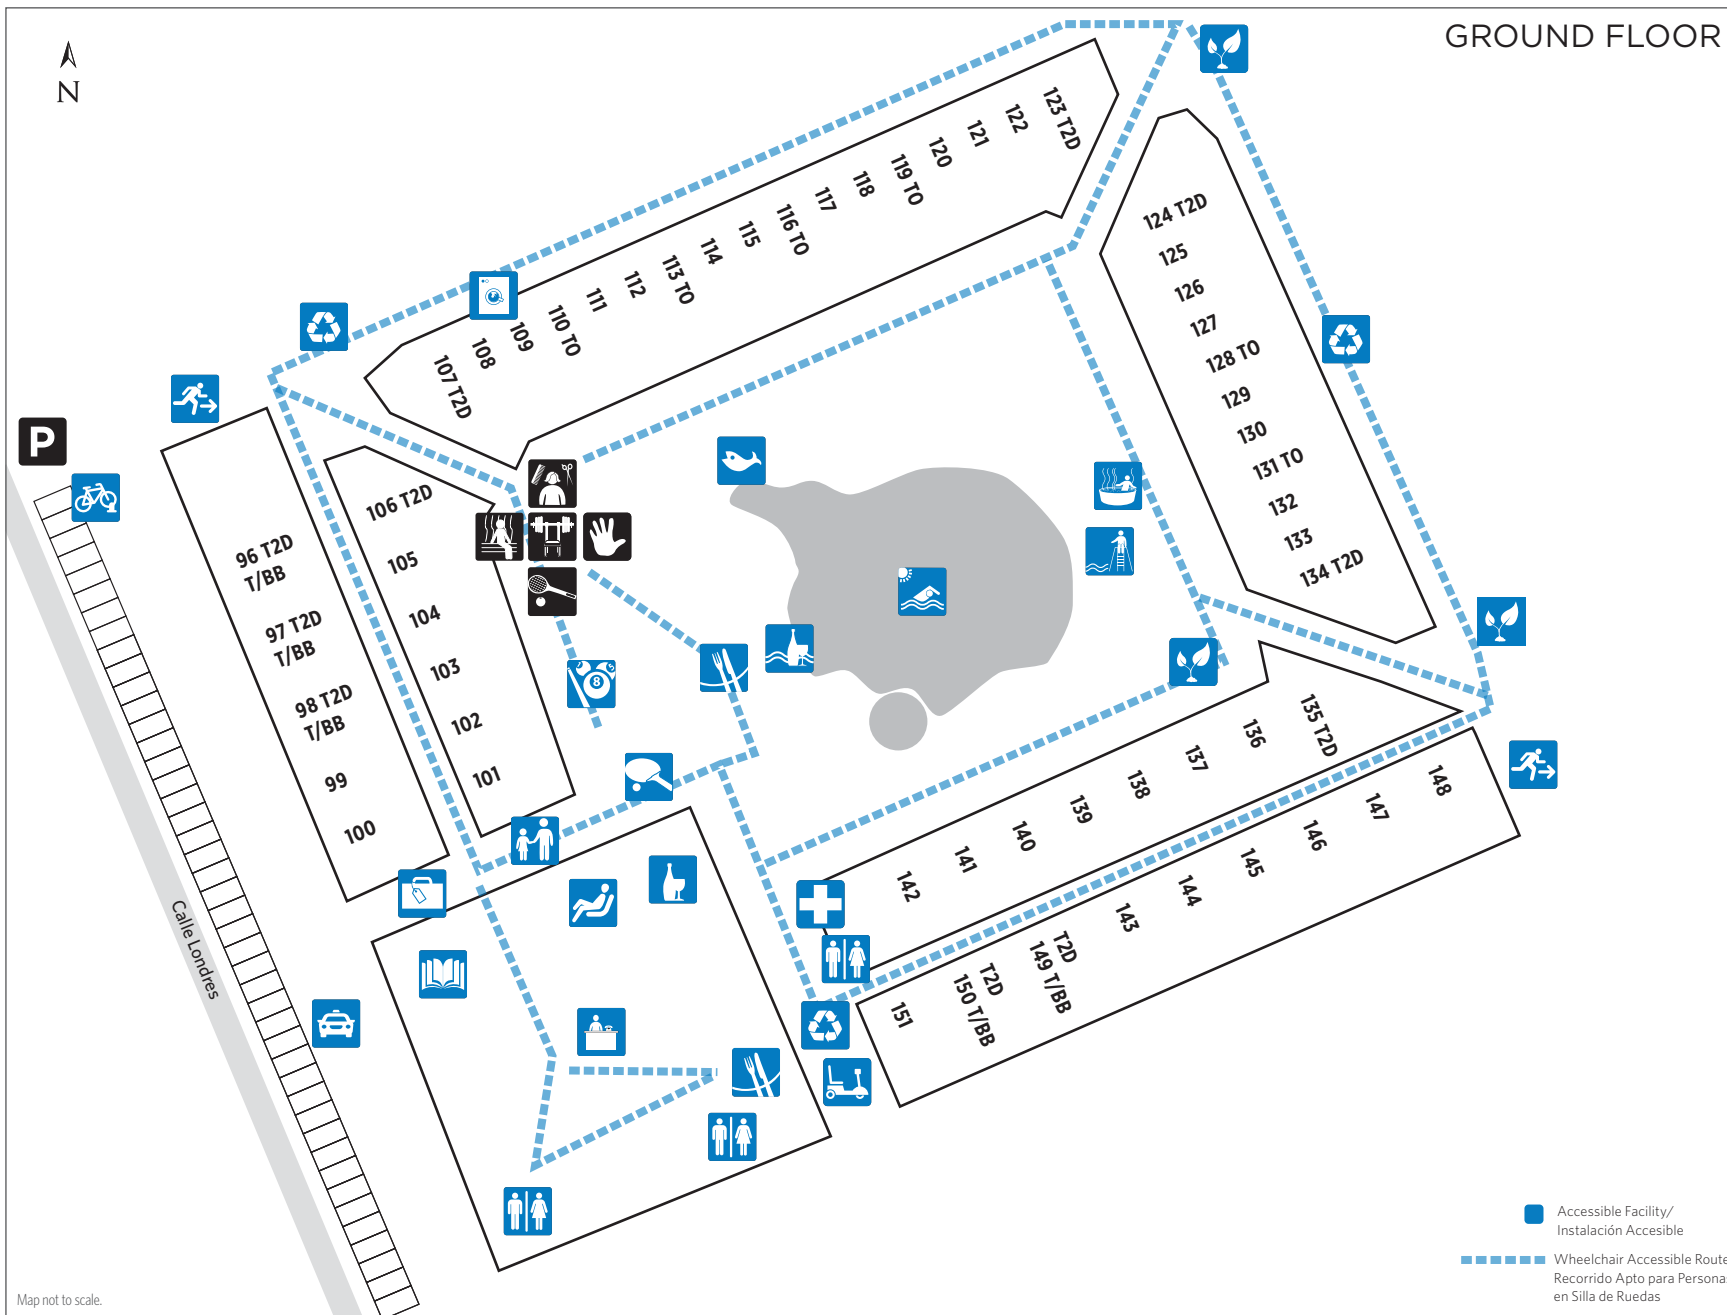 GROUND FLOOR
N
123 T2D
122
121
120
119 TO
118
117
116 TO
115
114
113 TO
112
111
110 TO
109
108
107 T2D
124 T2D
125
126
127
128 TO
129
130
131 TO
132
133
134 T2D
P
106 T2D
105
104
103
102
101
96 T2D
T/BB
97 T2D
T/BB
98 T2D
T/BB
99
100
8
135 T2D
136
137
138
139
140
141
142
148
147
146
145
144
143
T2D
149 T/BB
T2D
150 T/BB
151
Calle Londres
Accessible Facility/
Instalación Accesible
Wheelchair Accessible Route
Recorrido Apto para Persona
en Silla de Ruedas
Map not to scale.